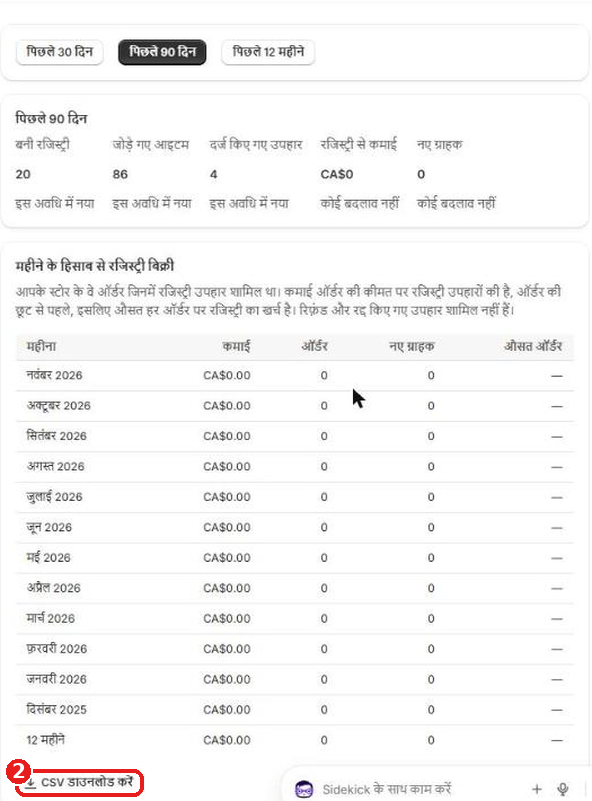 पिछले 30 दिन पिछले 90 दिन पिछले 12 महीने
पिछले 90 दिन
बनी रजिस्ट्री जोड़े गए आइटम दर्ज किए गए उपहार रजिस्ट्री से कमाई नए ग्राहक
20 86 4 CA$0 0
इस अवधि में नया इस अवधि में नया इस अवधि में नया कोई बदलाव नहीं कोई बदलाव नहीं
महीने के हिसाब से रजिस्ट्री बिक्री
आपके स्टोर के वे ऑर्डर जिनमें रजिस्ट्री उपहार शामिल था। कमाई ऑर्डर की कीमत पर रजिस्ट्री उपहारों की है, ऑर्डर की
छूट से पहले, इसलिए औसत हर ऑर्डर पर रजिस्ट्री का खर्च है। रिफ़ंड और रद्द किए गए उपहार शामिल नहीं हैं।
महीना कमाई ऑर्डर नए ग्राहक औसत ऑर्डर
नवंबर 2026 CA$0.00 0 0 —
अक्टूबर 2026 CA$0.00 0 0 —
सितंबर 2026 CA$0.00 0 0 —
अगस्त 2026 CA$0.00 0 0 —
जुलाई 2026 CA$0.00 0 0 —
जून 2026 CA$0.00 0 0 —
मई 2026 CA$0.00 0 0 —
अप्रैल 2026 CA$0.00 0 0 —
मार्च 2026 CA$0.00 0 0 —
फ़रवरी 2026 CA$0.00 0 0 —
जनवरी 2026 CA$0.00 0 0 —
दिसंबर 2025 CA$0.00 0 0 —
12 महीने CA$0.00 0 0 —
2 CSV डाउनलोड करें
Sidekick के साथ काम करें